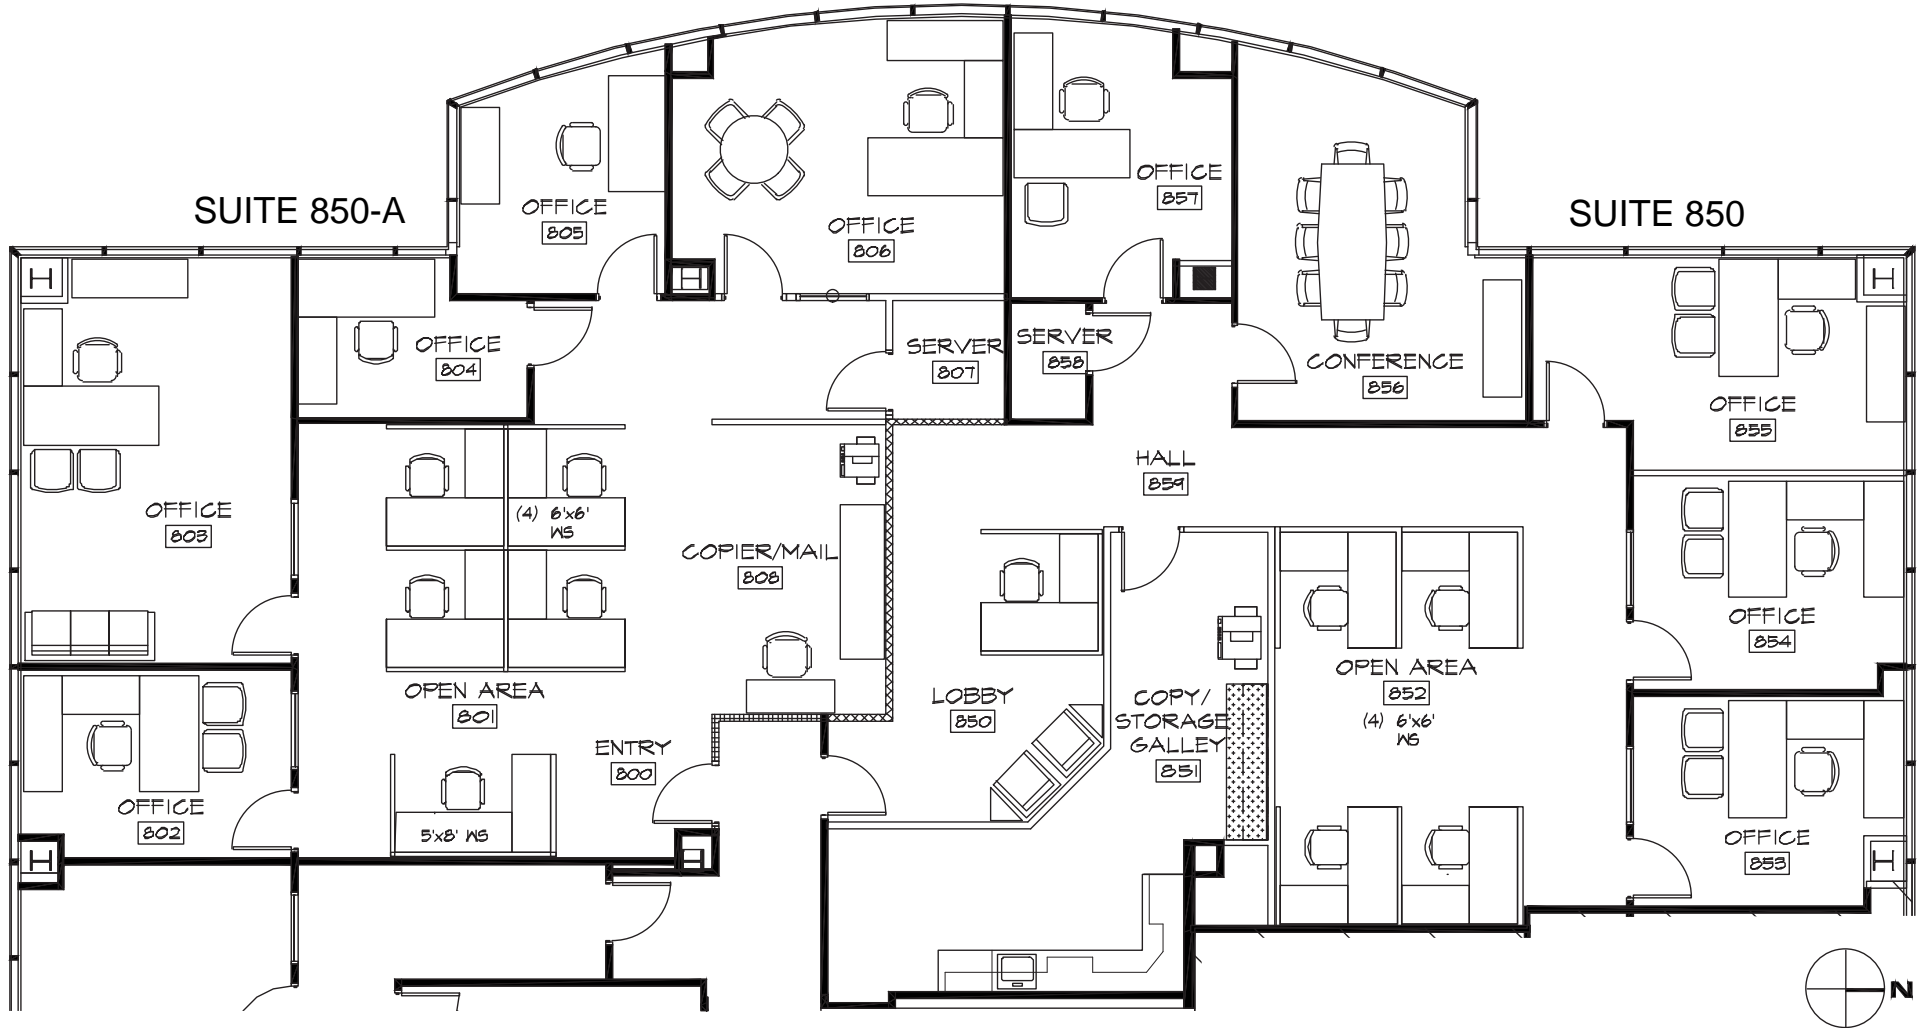 SUITE 850-A
SUITE 850
OFFICE
805
OFFICE
806
OFFICE
857
H
H
H
OFFICE
804
SERVER
807
SERVER
858
CONFERENCE
856
OFFICE
855
OFFICE
803
(4) 6'x6'
WS
COPIER/MAIL
808
HALL
859
OFFICE
854
OPEN AREA
801
ENTRY
800
LOBBY
850
COPY/
STORAGE
GALLEY
851
OPEN AREA
852
(4) 6'x6'
WS
OFFICE
802
5'x8' WS
OFFICE
853
H
H
H
N